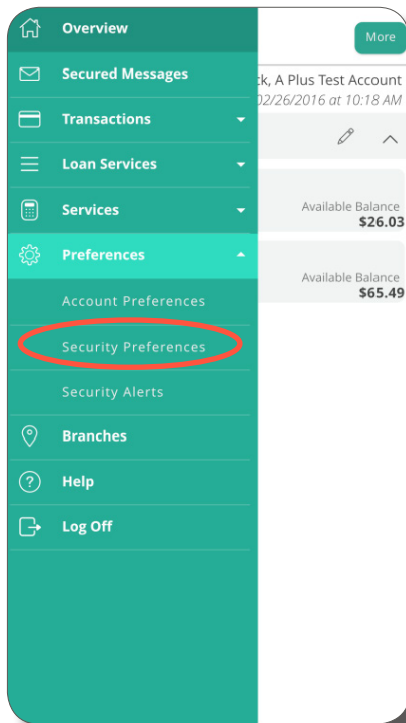 Overview
More
Secured Messages
ck, A Plus Test Account
02/26/2016 at 10:18 AM
Transactions
Loan Services
Services
Available Balance
$26.03
Preferences
Available Balance
$65.49
Account Preferences
Security Preferences
Security Alerts
Branches
Help
Log Off